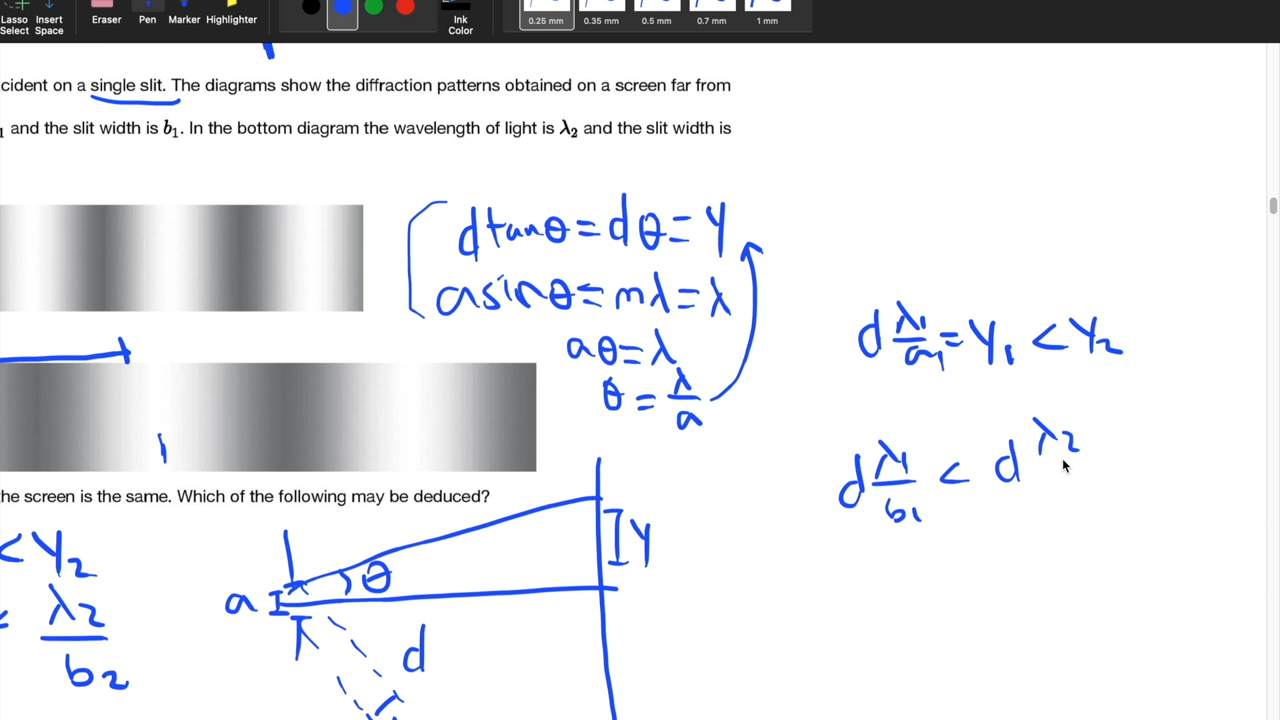 Lasso Select
Insert Space
Eraser
Pen
Marker
Highlighter
Ink Color
0.25 mm
0.35 mm
0.5 mm
0.7 mm
1 mm
cident on a single slit. The diagrams show the diffraction patterns obtained on a screen far from
1 and the slit width is b₁. In the bottom diagram the wavelength of light is λ₂ and the slit width is
d tanθ = dθ = y
a sinθ = mλ = λ
aθ = λ
θ = λ/a
d λ₁/a₁ = y₁ < y₂
d λ₁/b₁ < d λ₂
he screen is the same. Which of the following may be deduced?
< y₂
λ₂/b₂
a
θ
y
d